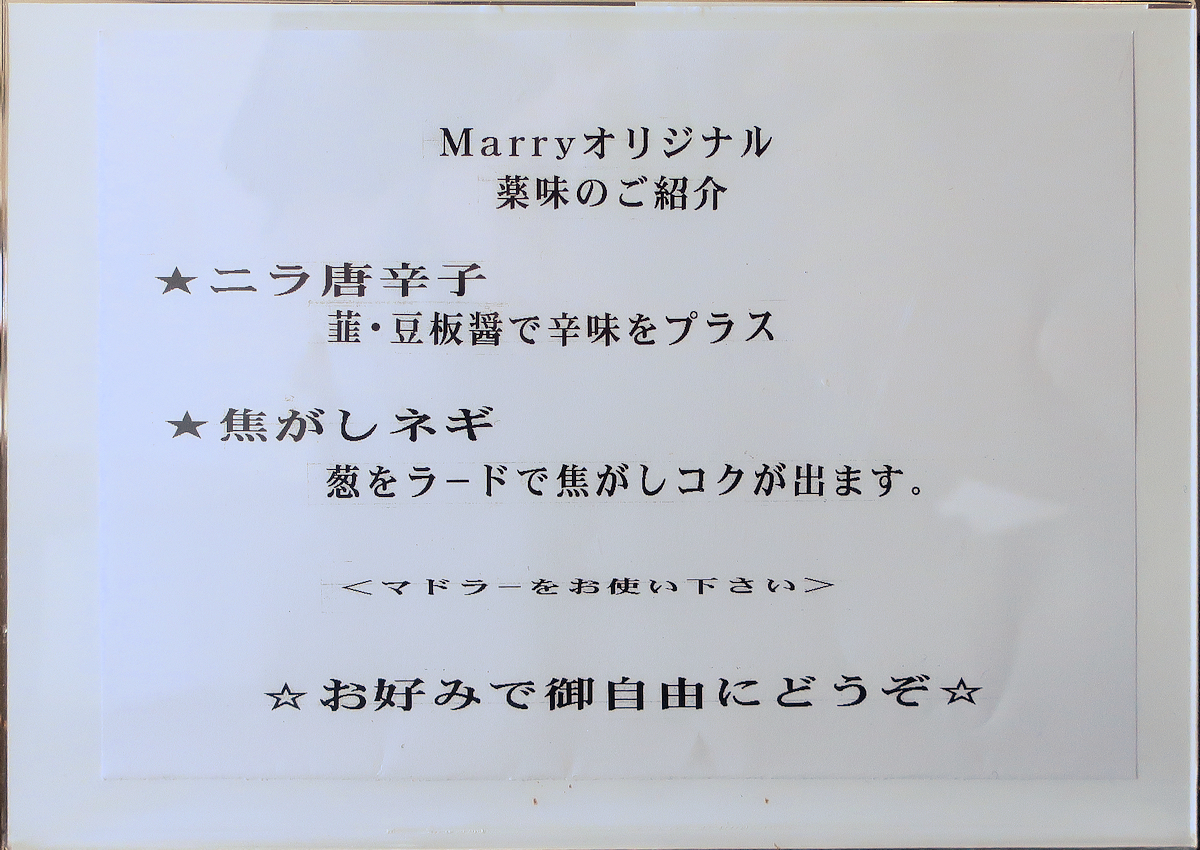 Marryオリジナル
薬味のご紹介
★ニラ唐辛子
韮・豆板醤で辛味をプラス
★焦がしネギ
葱をラードで焦がしコクが出ます。
＜マドラーをお使い下さい＞
☆お好みで御自由にどうぞ☆